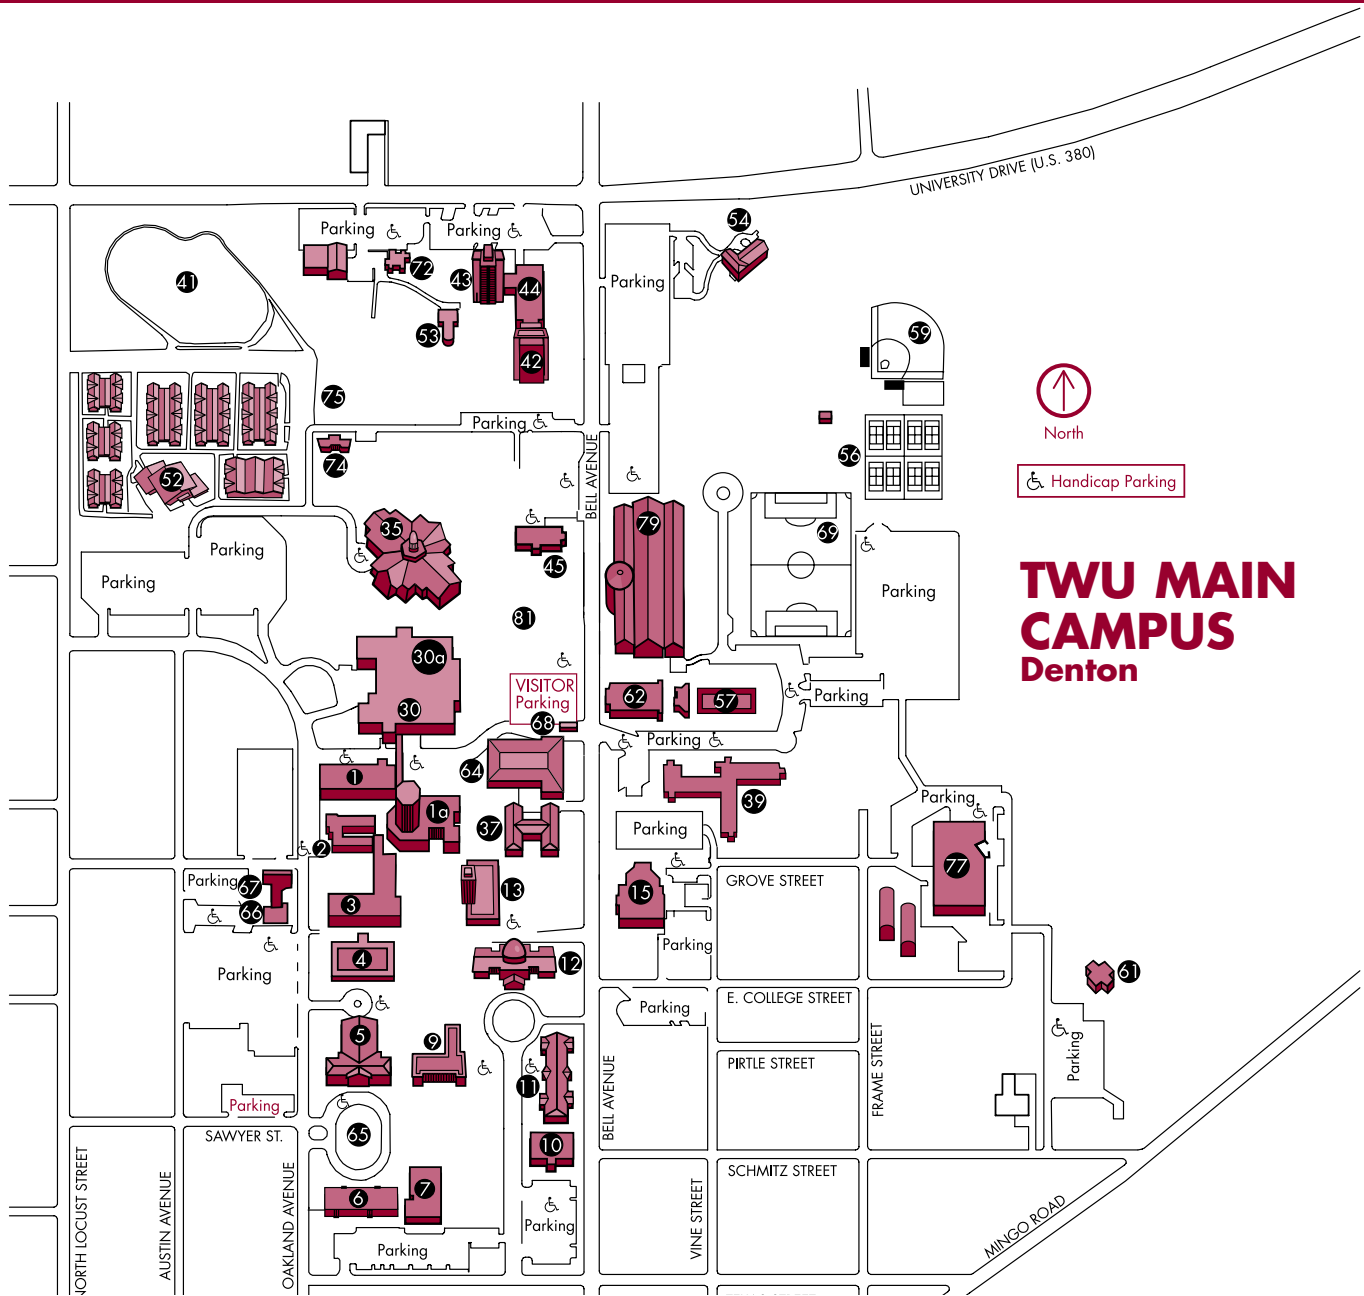 UNIVERSITY DRIVE (U.S. 380)
54
Parking
Parking
72
43
44
41
Parking
53
42
59
75
North
Parking
74
56
52
BELL AVENUE
Handicap Parking
35
79
69
45
Parking
Parking
Parking
TWU MAIN
CAMPUS
Denton
81
30a
30
VISITOR
Parking
68
62
57
Parking
Parking
64
1
1a
37
39
Parking
Parking
2
67
Parking
66
3
13
15
GROVE STREET
77
4
12
Parking
Parking
61
E. COLLEGE STREET
Parking
5
9
11
PIRTLE STREET
FRAME STREET
Parking
BELL AVENUE
Parking
SAWYER ST.
65
10
SCHMITZ STREET
NORTH LOCUST STREET
AUSTIN AVENUE
OAKLAND AVENUE
6
7
Parking
Parking
VINE STREET
MINGO ROAD